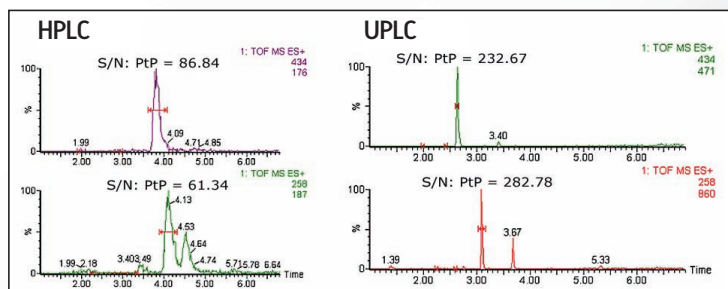 HPLC
S/N: PtP = 86.84
1: TOF MS ES+
434
176
100
%
0
1.99
4.09
4.71
4.85
2.00 3.00 4.00 5.00 6.00
S/N: PtP = 61.34
1: TOF MS ES+
258
187
100
%
0
1.99 2.18
3.40 3.49
4.13
4.53
4.64
4.74
5.71 5.78 6.64
2.00 3.00 4.00 5.00 6.00 Time
UPLC
S/N: PtP = 232.67
1: TOF MS ES+
434
471
100
%
0
3.40
2.00 3.00 4.00 5.00 6.00
S/N: PtP = 282.78
1: TOF MS ES+
258
860
100
%
0
1.39
3.67
5.33
2.00 3.00 4.00 5.00 6.00 Time